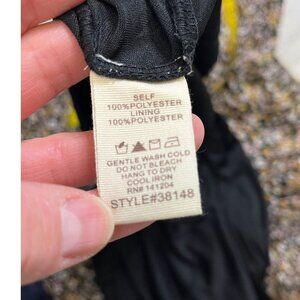 SELF
100%POLYESTER
LINING
100%POLYESTER
GENTLE WASH COLD
DO NOT BLEACH
HANG TO DRY
COOL IRON
RN# 141204
STYLE#38148